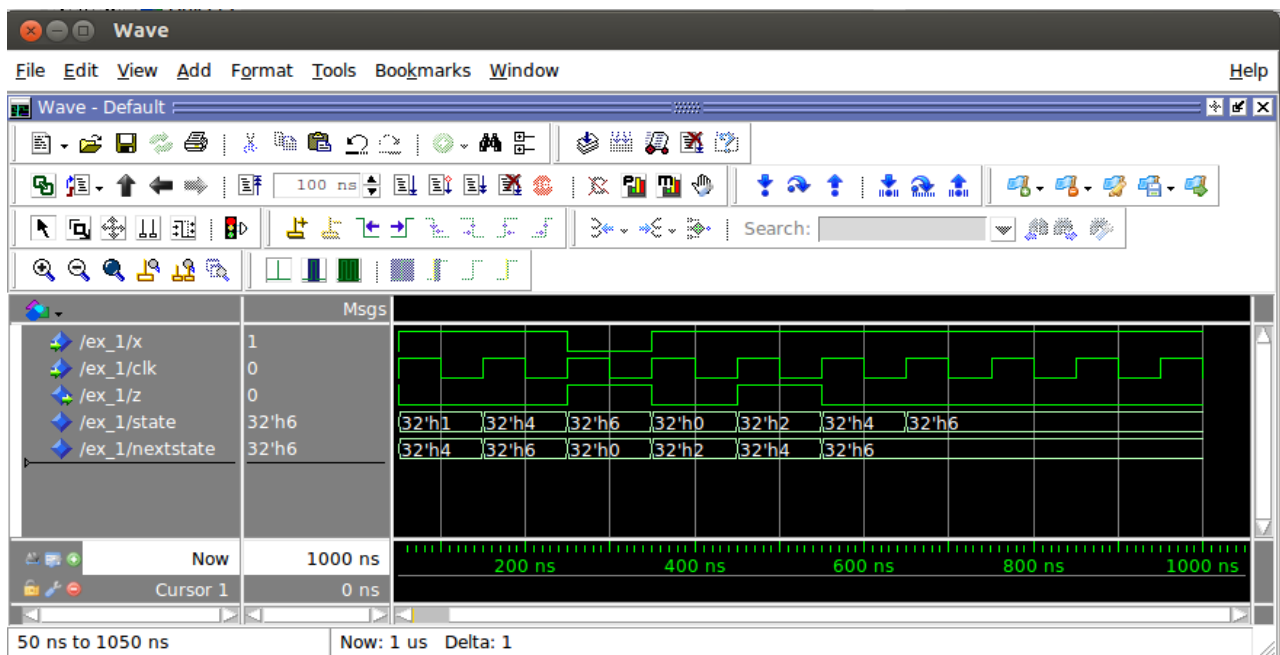 Wave
File Edit View Add Format Tools Bookmarks Window Help
Wave - Default
100 ns
Search:
Msgs
/ex_1/x 1
/ex_1/clk 0
/ex_1/z 0
/ex_1/state 32'h6 32'h1 32'h4 32'h6 32'h0 32'h2 32'h4 32'h6
/ex_1/nextstate 32'h6 32'h4 32'h6 32'h0 32'h2 32'h4 32'h6
Now 1000 ns 200 ns 400 ns 600 ns 800 ns 1000 ns
Cursor 1 0 ns
50 ns to 1050 ns Now: 1 us Delta: 1